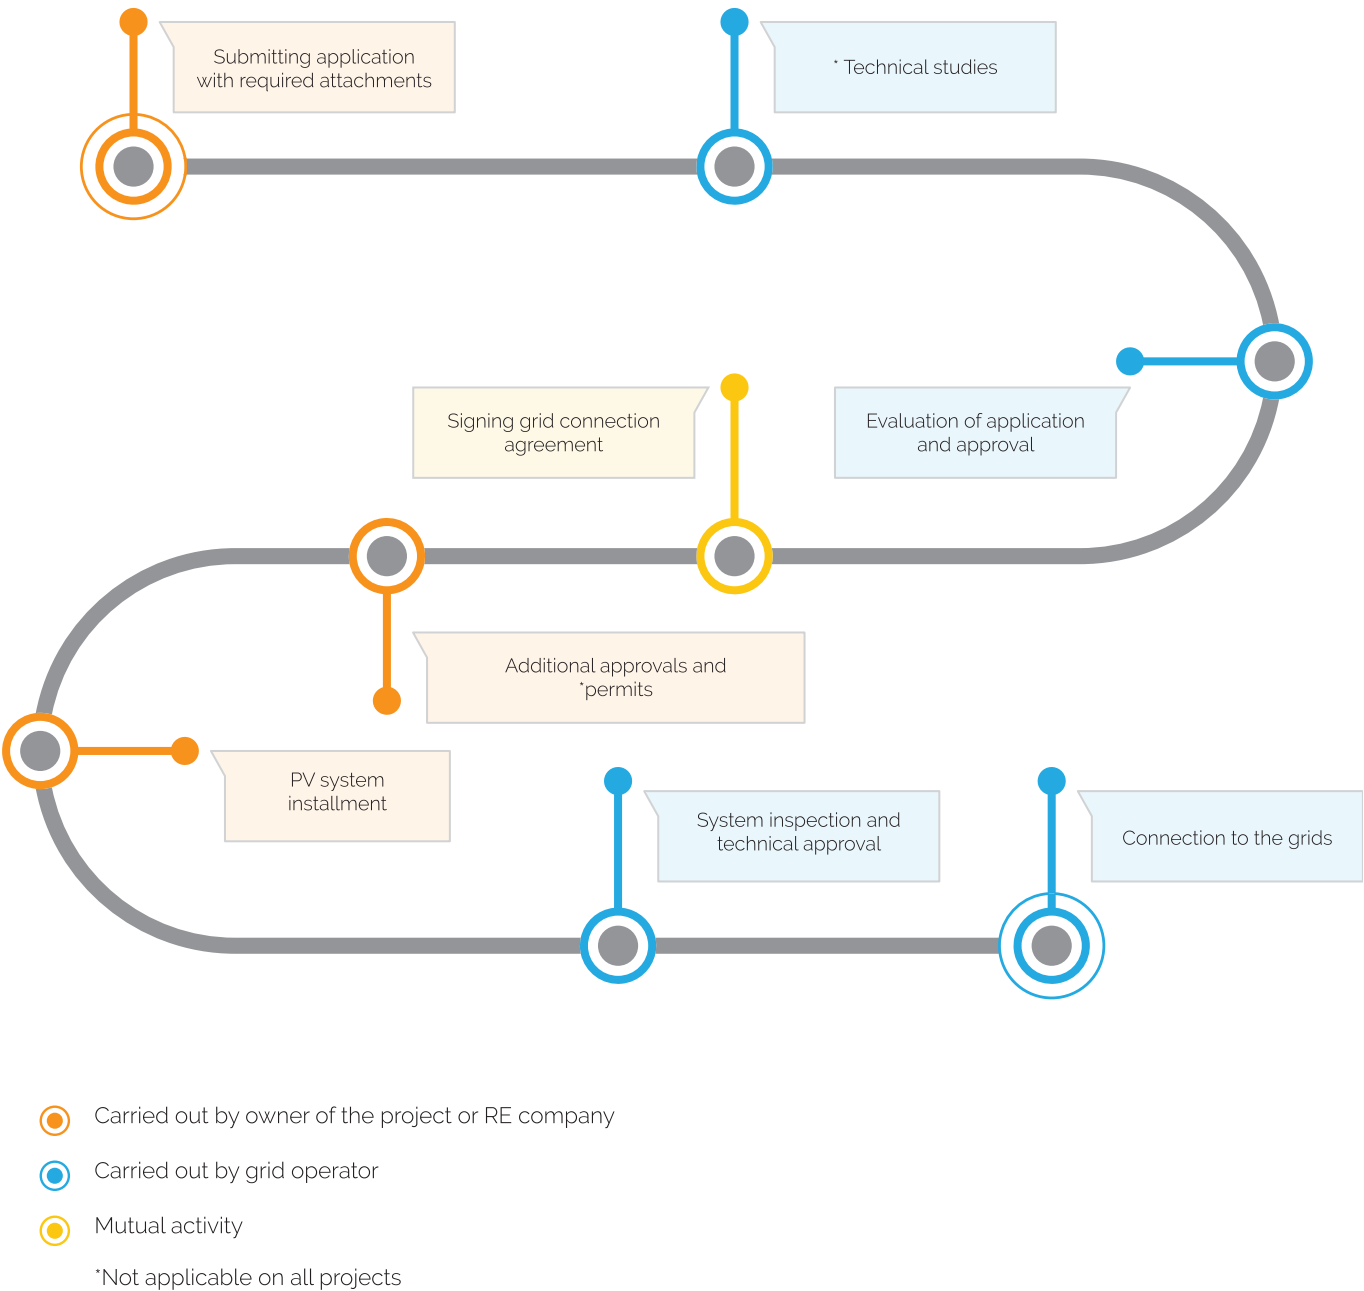 Submitting application
with required attachments
* Technical studies
Evaluation of application
and approval
Signing grid connection
agreement
Additional approvals and
*permits
PV system
installment
System inspection and
technical approval
Connection to the grids
Carried out by owner of the project or RE company
Carried out by grid operator
Mutual activity
*Not applicable on all projects